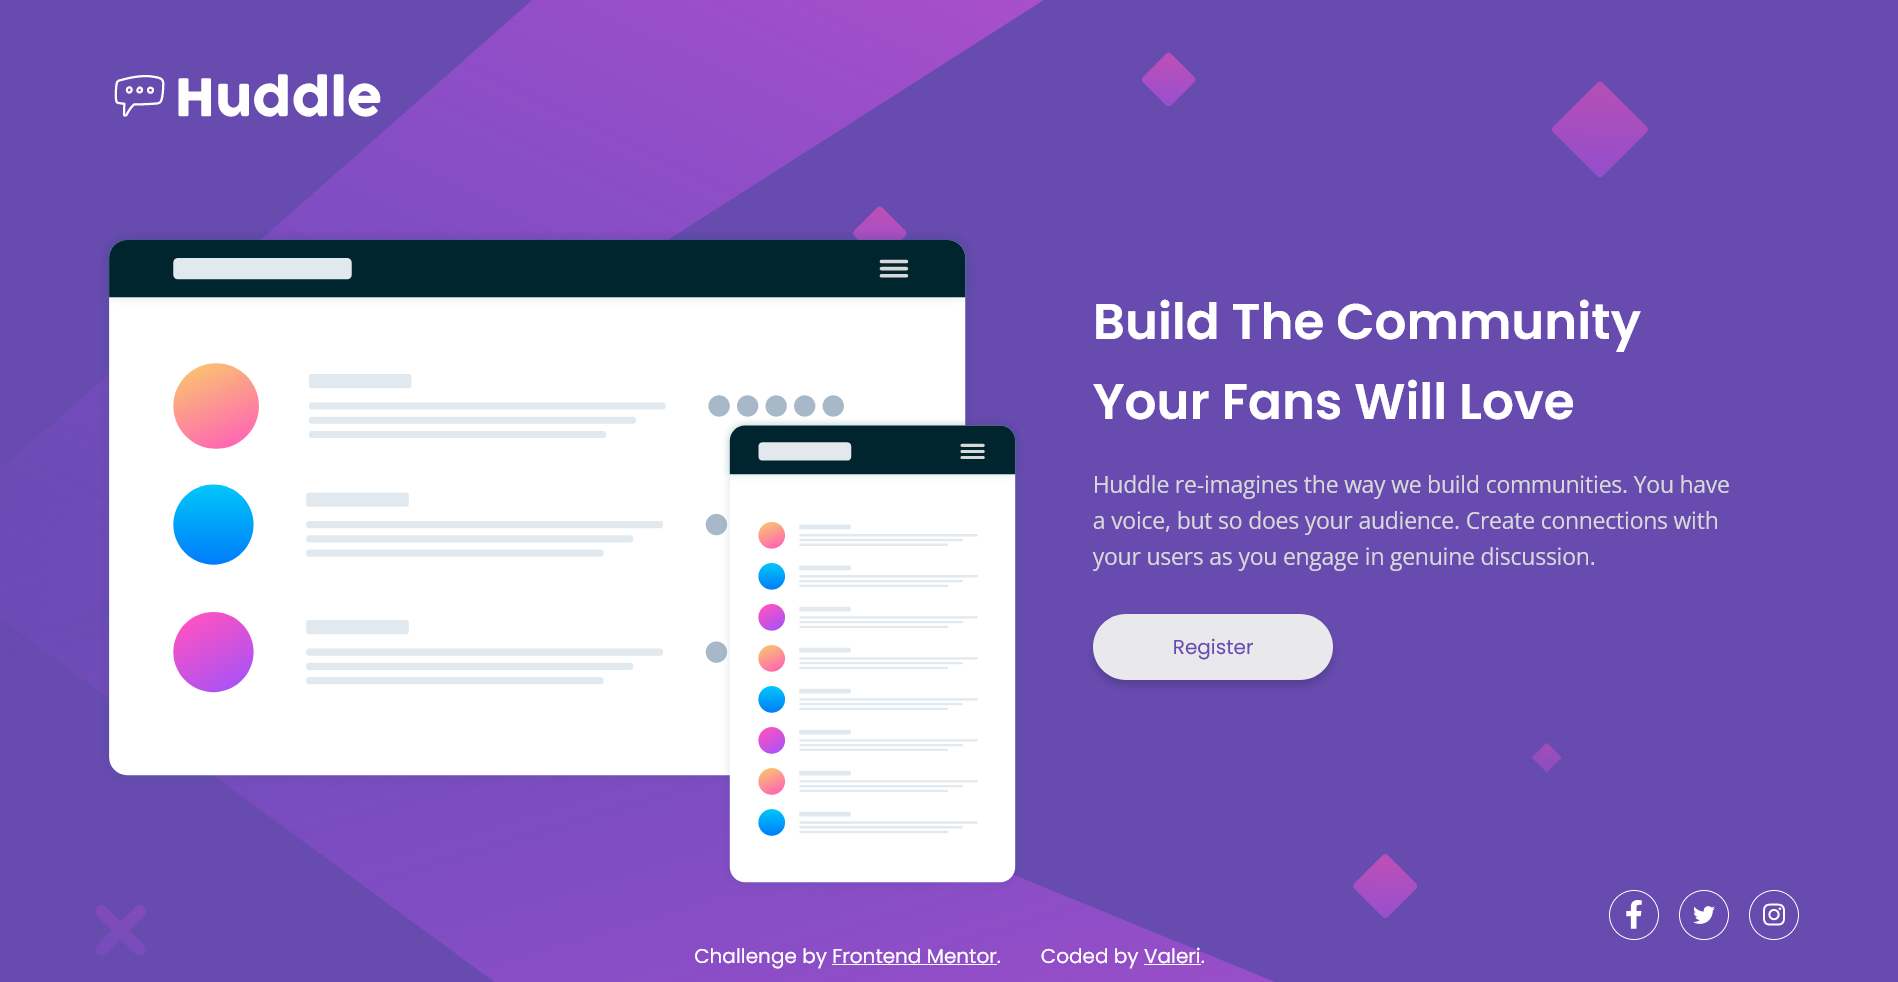 Huddle
Build The Community
Your Fans Will Love
Huddle re-imagines the way we build communities. You have
a voice, but so does your audience. Create connections with
your users as you engage in genuine discussion.
Register
Challenge by Frontend Mentor. Coded by Valeri.